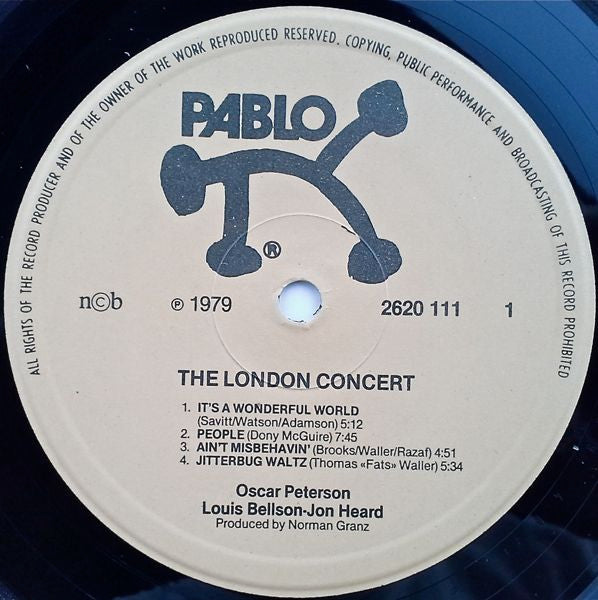 ALL RIGHTS OF THE RECORD PRODUCER AND OF THE OWNER OF THE WORK REPRODUCED RESERVED. COPYING, PUBLIC PERFORMANCE AND BROADCASTING OF THIS RECORD PROHIBITED
PABLO
®
n©b ℗ 1979 2620 111 1
THE LONDON CONCERT
1. IT'S A WONDERFUL WORLD
(Savitt/Watson/Adamson) 5:12
2. PEOPLE (Dony McGuire) 7:45
3. AIN'T MISBEHAVIN' (Brooks/Waller/Razaf) 4:51
4. JITTERBUG WALTZ (Thomas «Fats» Waller) 5:34
Oscar Peterson
Louis Bellson-Jon Heard
Produced by Norman Granz